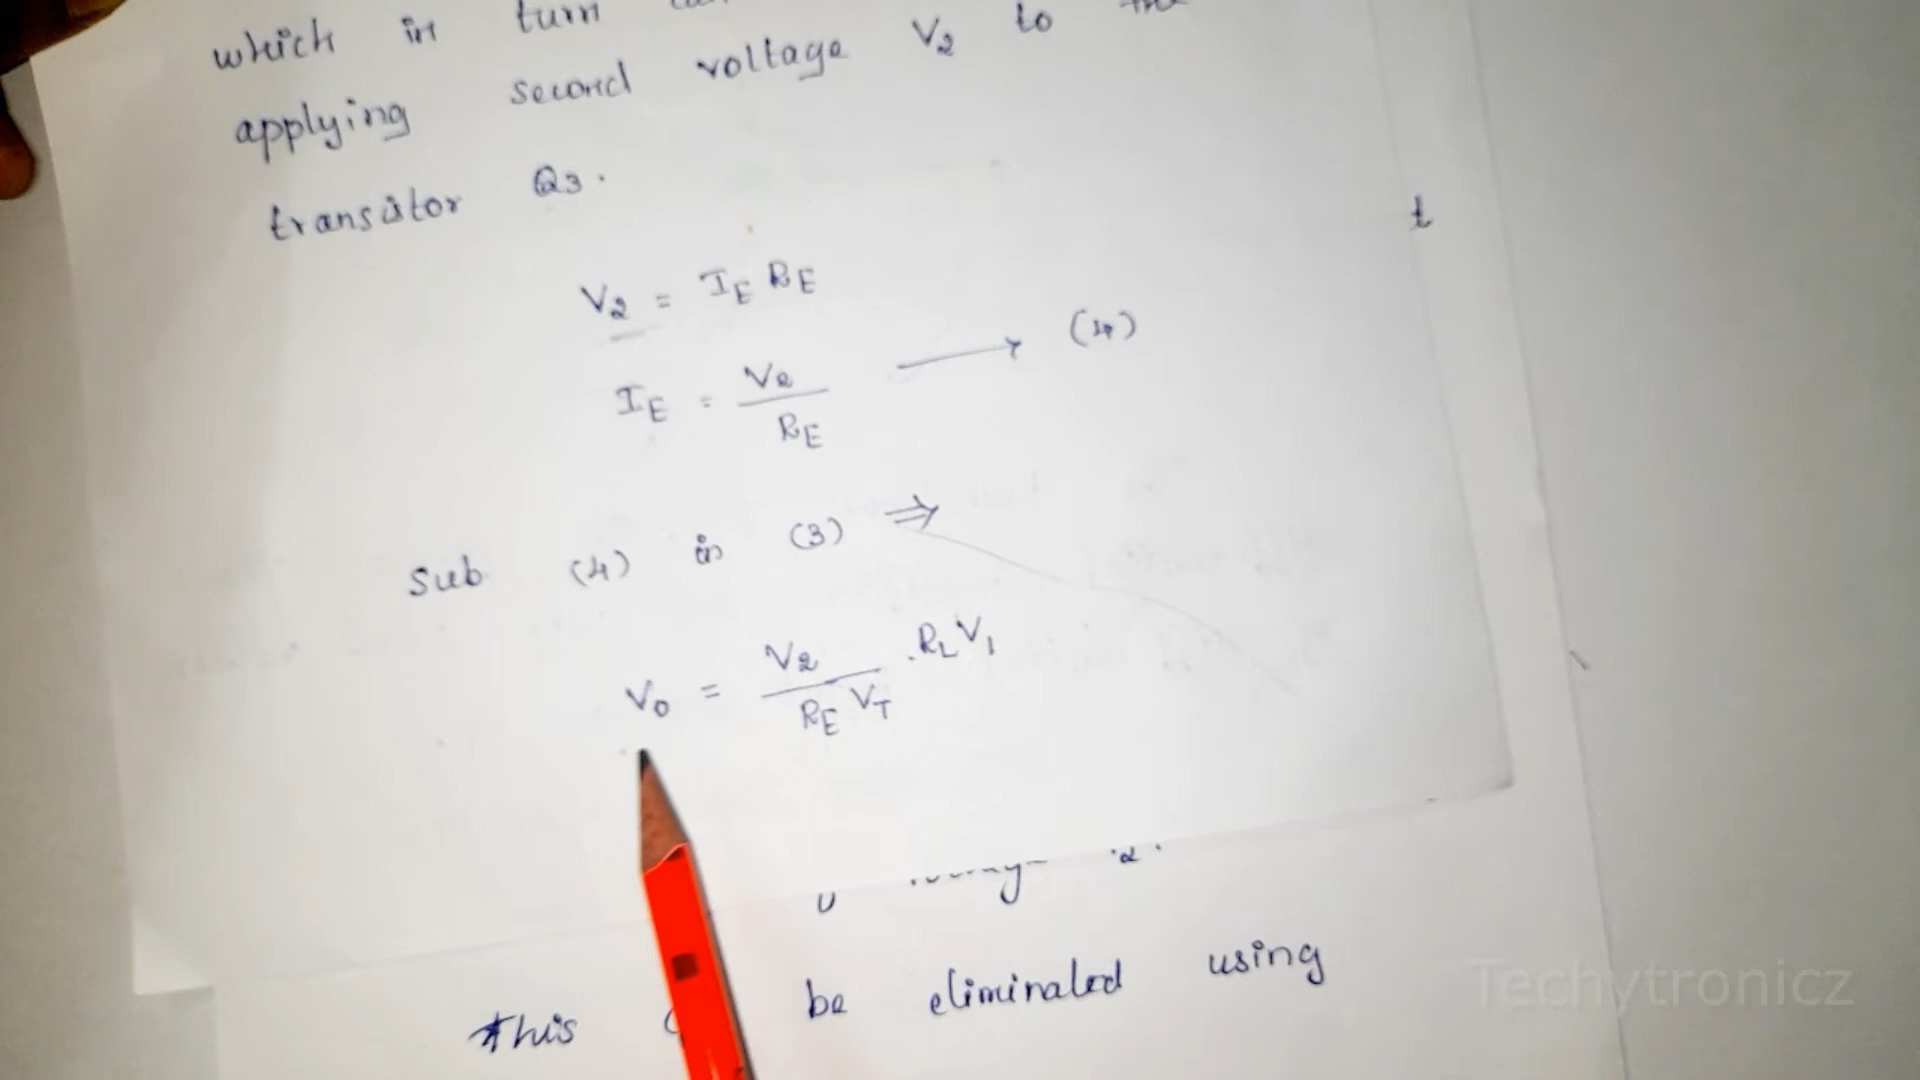 which in turn
applying second voltage V2 to the
transistor Q3.
t
V2 = IE RE
IE = V2 / RE ⟶ (4)
Sub (4) in (3) ⇒
V0 = V2 / RE VT . RL V1
this be eliminated using
Techytronicz